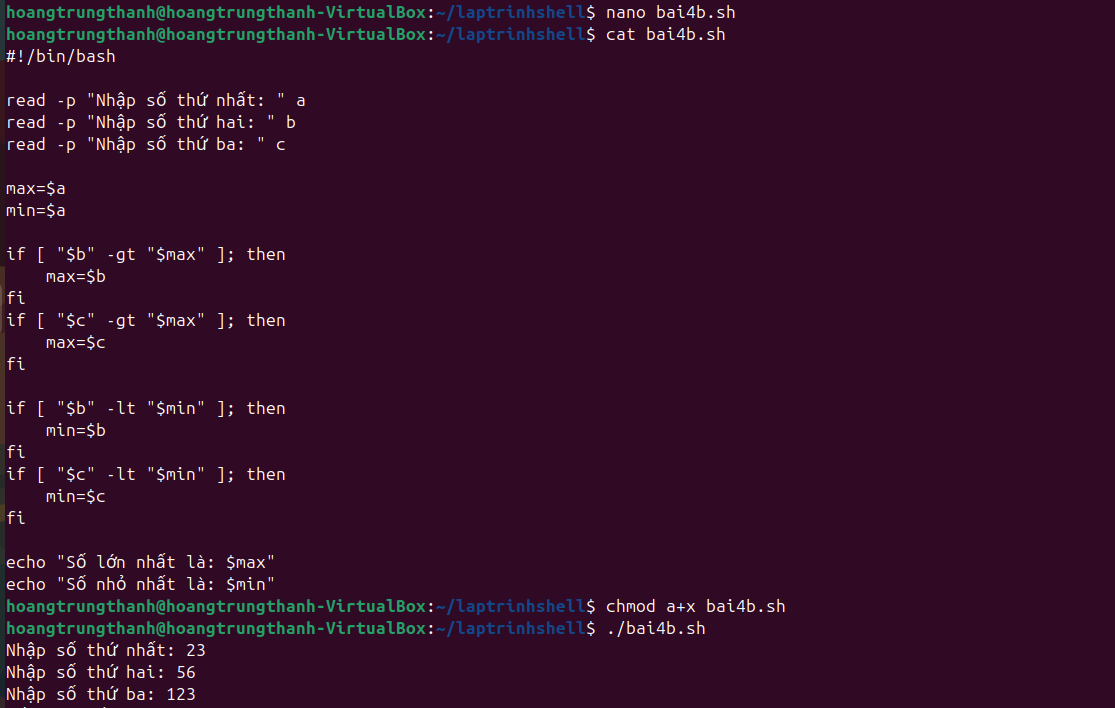 hoangtrungthanh@hoangtrungthanh-VirtualBox:~/laptrinhshell$ nano bai4b.sh
hoangtrungthanh@hoangtrungthanh-VirtualBox:~/laptrinhshell$ cat bai4b.sh
#!/bin/bash
read -p "Nhập số thứ nhất: " a
read -p "Nhập số thứ hai: " b
read -p "Nhập số thứ ba: " c
max=$a
min=$a
if [ "$b" -gt "$max" ]; then
    max=$b
fi
if [ "$c" -gt "$max" ]; then
    max=$c
fi
if [ "$b" -lt "$min" ]; then
    min=$b
fi
if [ "$c" -lt "$min" ]; then
    min=$c
fi
echo "Số lớn nhất là: $max"
echo "Số nhỏ nhất là: $min"
hoangtrungthanh@hoangtrungthanh-VirtualBox:~/laptrinhshell$ chmod a+x bai4b.sh
hoangtrungthanh@hoangtrungthanh-VirtualBox:~/laptrinhshell$ ./bai4b.sh
Nhập số thứ nhất: 23
Nhập số thứ hai: 56
Nhập số thứ ba: 123